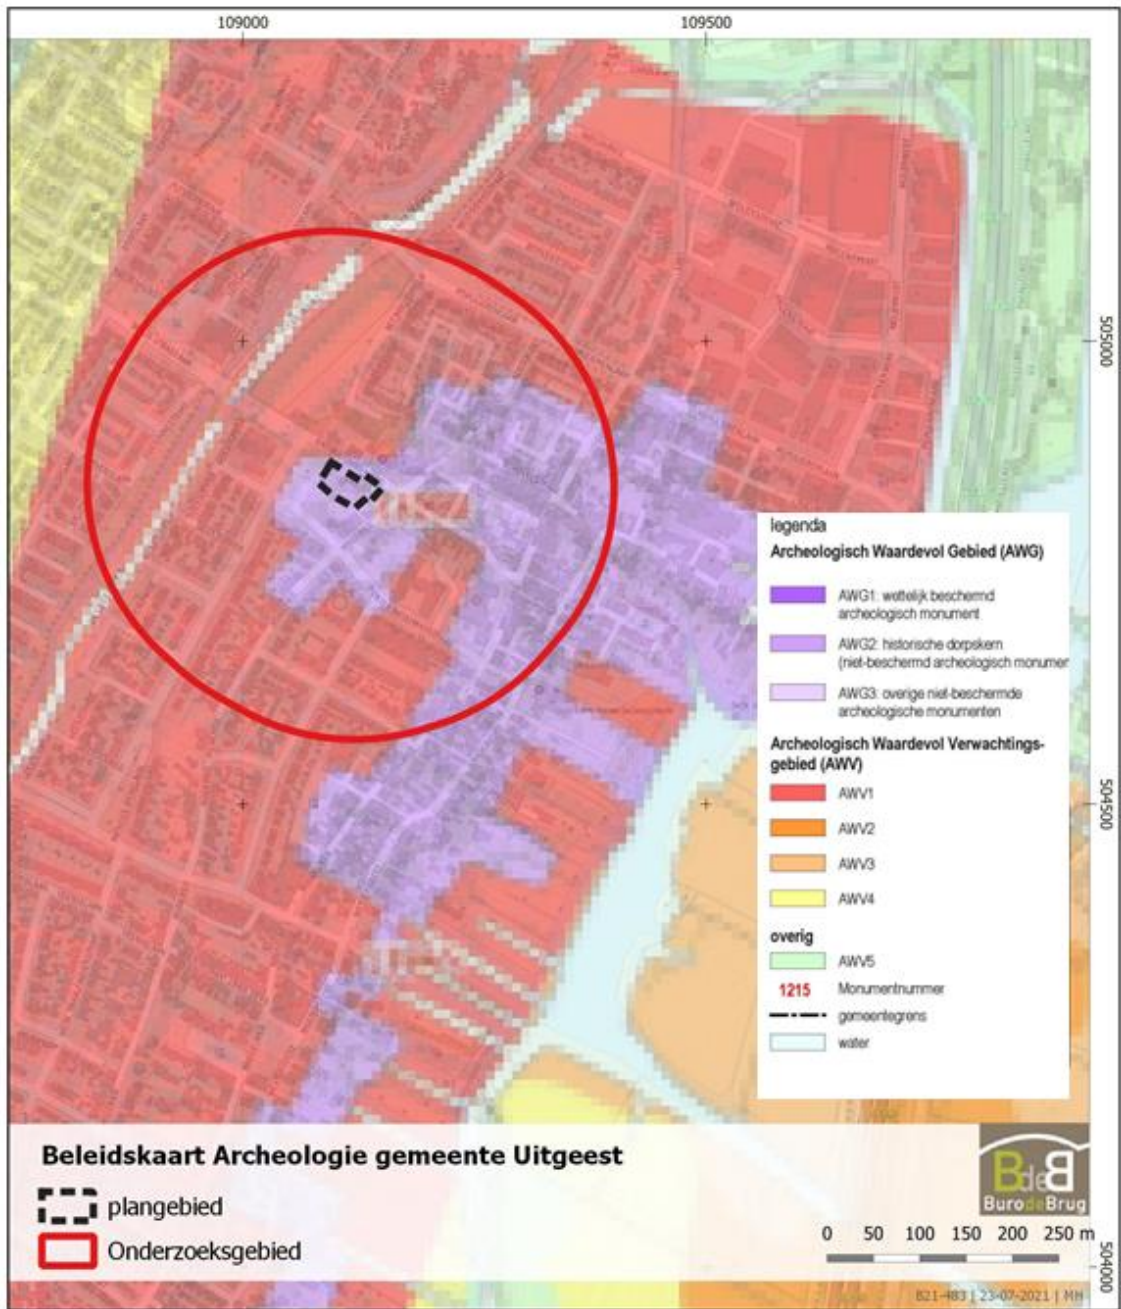 109000
109500
505000
504500
504000
legenda
Archeologisch Waardevol Gebied (AWG)
AWG1: wettelijk beschermd
archeologisch monument
AWG2: historische dorpskern
(niet-beschermd archeologisch monumen
AWG3: overige niet-beschermde
archeologische monumenten
Archeologisch Waardevol Verwachtings-
gebied (AWV)
AWV1
AWV2
AWV3
AWV4
overig
AWV5
1215 Monumentnummer
gemeentegrens
water
Beleidskaart Archeologie gemeente Uitgeest
plangebied
Onderzoeksgebied
BdeB
BurodeBrug
0 50 100 150 200 250 m
B21-483 | 23-07-2021 | MH